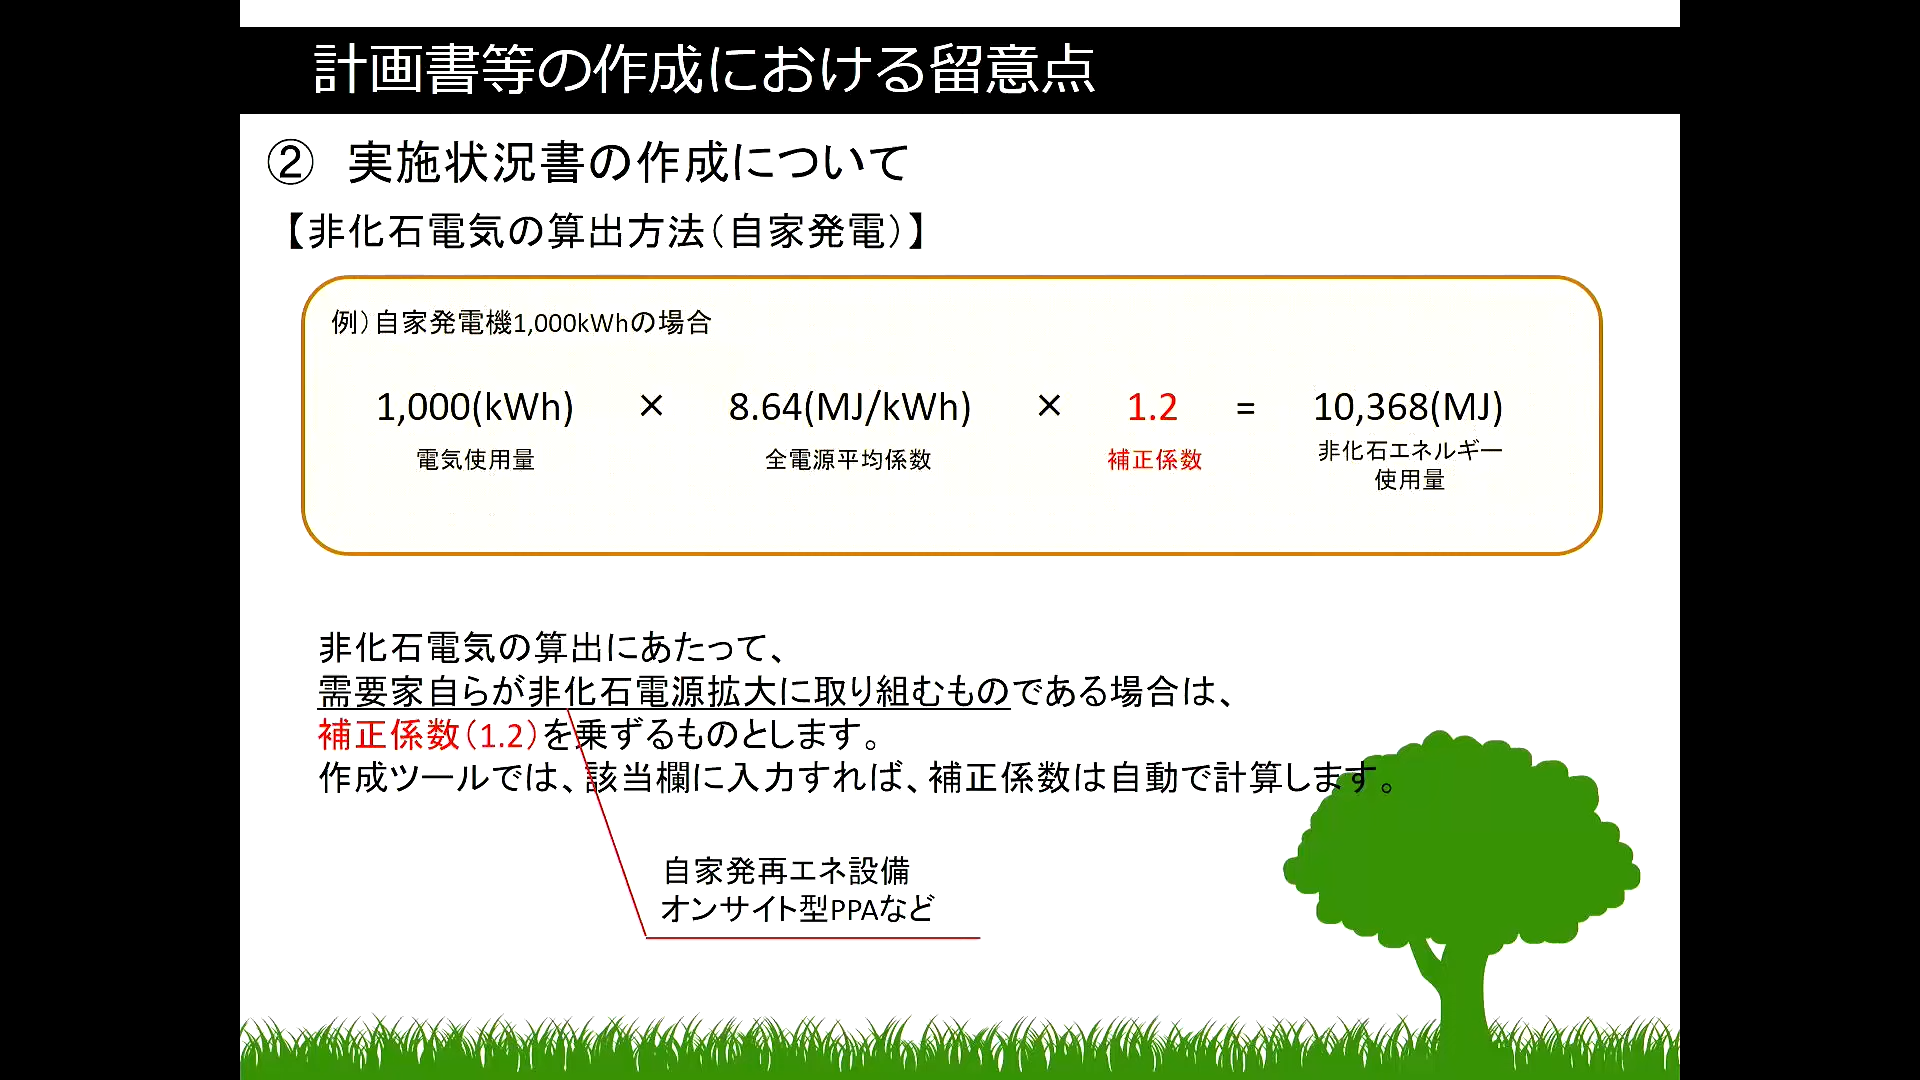 計画書等の作成における留意点
② 実施状況書の作成について
【非化石電気の算出方法（自家発電）】
例）自家発電機1,000kWhの場合
1,000(kWh) × 8.64(MJ/kWh) × 1.2 = 10,368(MJ)
電気使用量 全電源平均係数 補正係数 非化石エネルギー
使用量
非化石電気の算出にあたって、
需要家自らが非化石電源拡大に取り組むものである場合は、
補正係数（1.2）を乗ずるものとします。
作成ツールでは、該当欄に入力すれば、補正係数は自動で計算します。
自家発再エネ設備
オンサイト型PPAなど